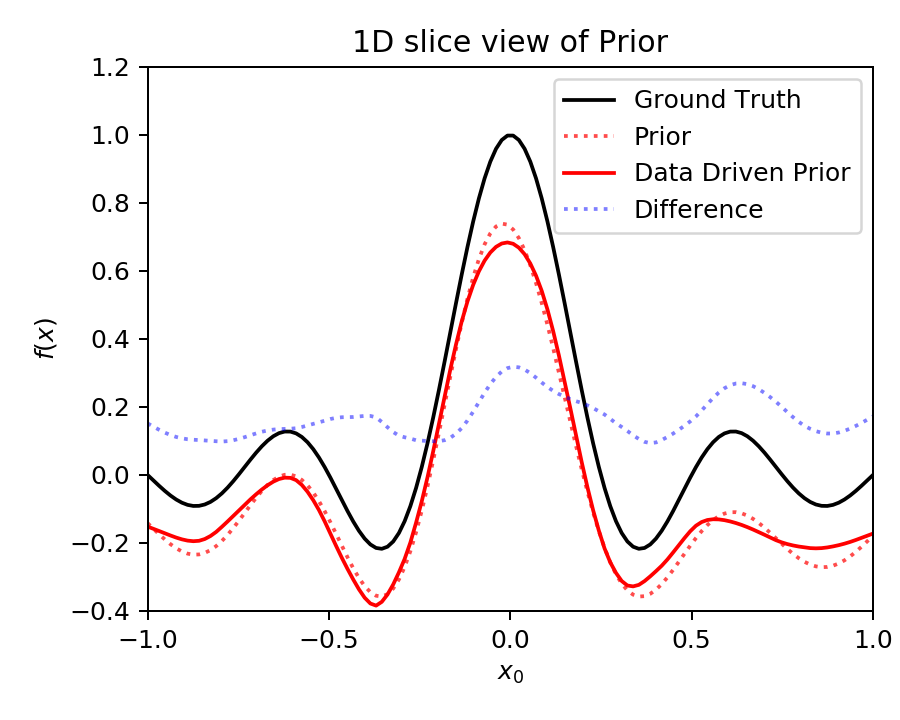 1D slice view of Prior
1.2
1.0
0.8
0.6
0.4
0.2
0.0
−0.2
−0.4
f(x)
Ground Truth
Prior
Data Driven Prior
Difference
−1.0
−0.5
0.0
0.5
1.0
x₀